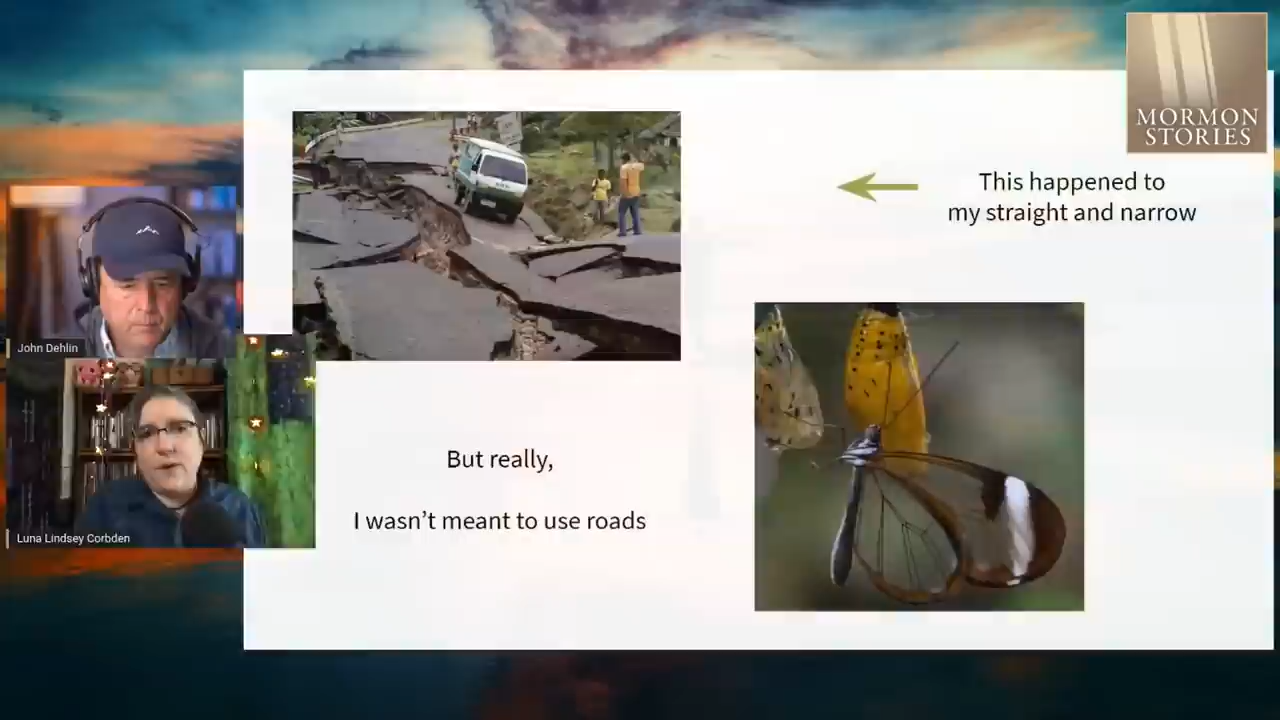 MORMON
STORIES
This happened to
my straight and narrow
John Dehlin
But really,
I wasn't meant to use roads
Luna Lindsey Corbden